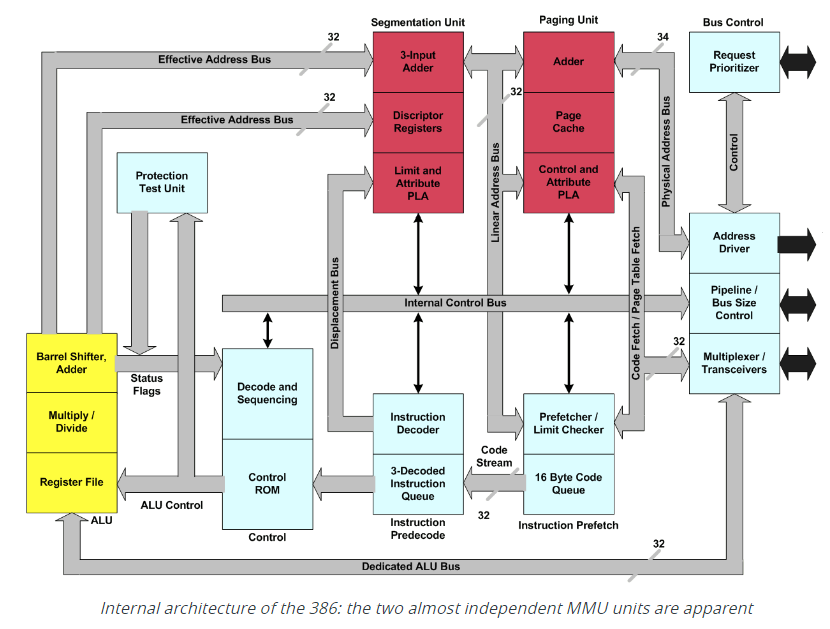 Segmentation Unit
Paging Unit
Bus Control
32
Effective Address Bus
3-Input
Adder
Adder
34
Request
Prioritizer
32
Effective Address Bus
32
Discriptor
Registers
Page
Cache
Protection
Test Unit
Limit and
Attribute
PLA
Control and
Attribute
PLA
Linear Address Bus
Physical Address Bus
Control
Address
Driver
Displacement Bus
Code Fetch / Page Table Fetch
Internal Control Bus
Pipeline /
Bus Size
Control
32
Multiplexer /
Transceivers
Barrel Shifter,
Adder
Status
Flags
Decode and
Sequencing
Multiply /
Divide
Instruction
Decoder
Prefetcher /
Limit Checker
Code
Stream
Register File
ALU Control
Control
ROM
3-Decoded
Instruction
Queue
16 Byte Code
Queue
32
ALU
Control
Instruction
Predecode
Instruction Prefetch
32
Dedicated ALU Bus
Internal architecture of the 386: the two almost independent MMU units are apparent